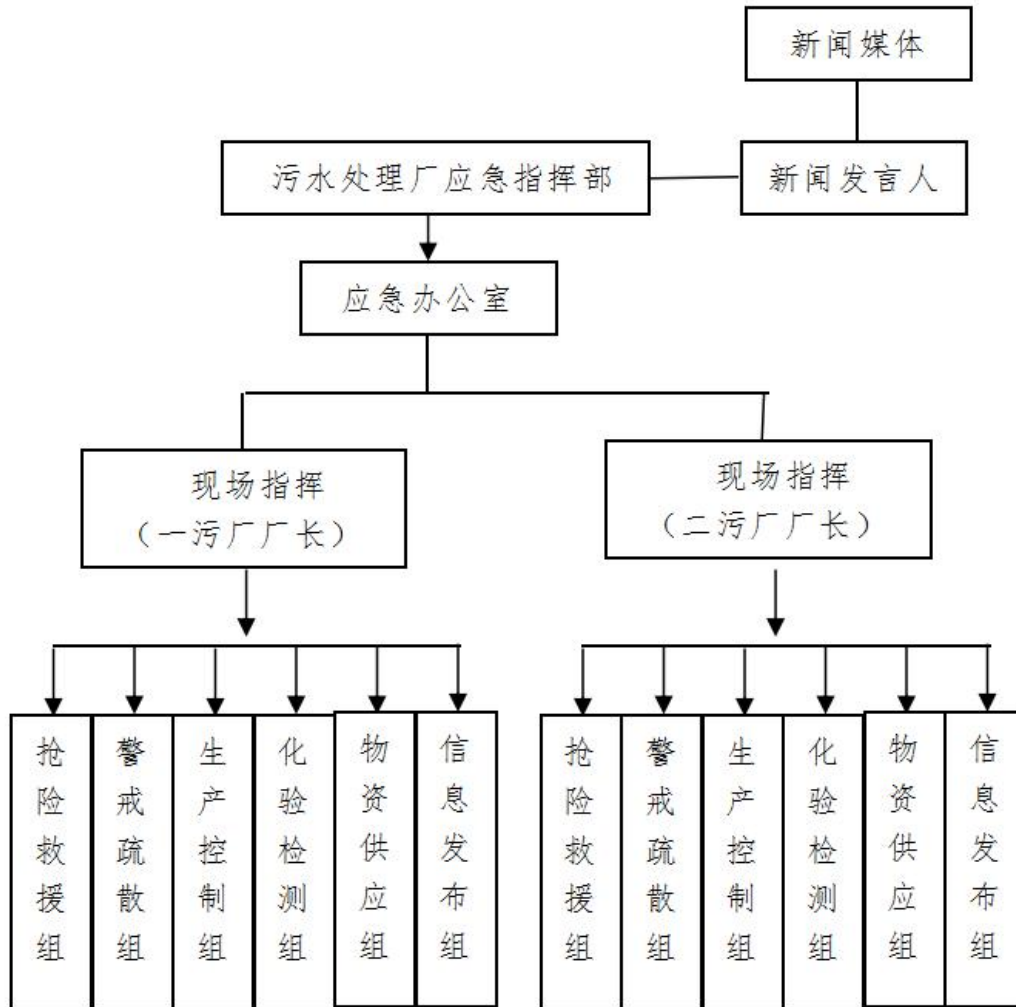 新闻媒体
污水处理厂应急指挥部
新闻发言人
应急办公室
现场指挥
（一污厂厂长）
现场指挥
（二污厂厂长）
抢险救援组
警戒疏散组
生产控制组
化验检测组
物资供应组
信息发布组
抢险救援组
警戒疏散组
生产控制组
化验检测组
物资供应组
信息发布组